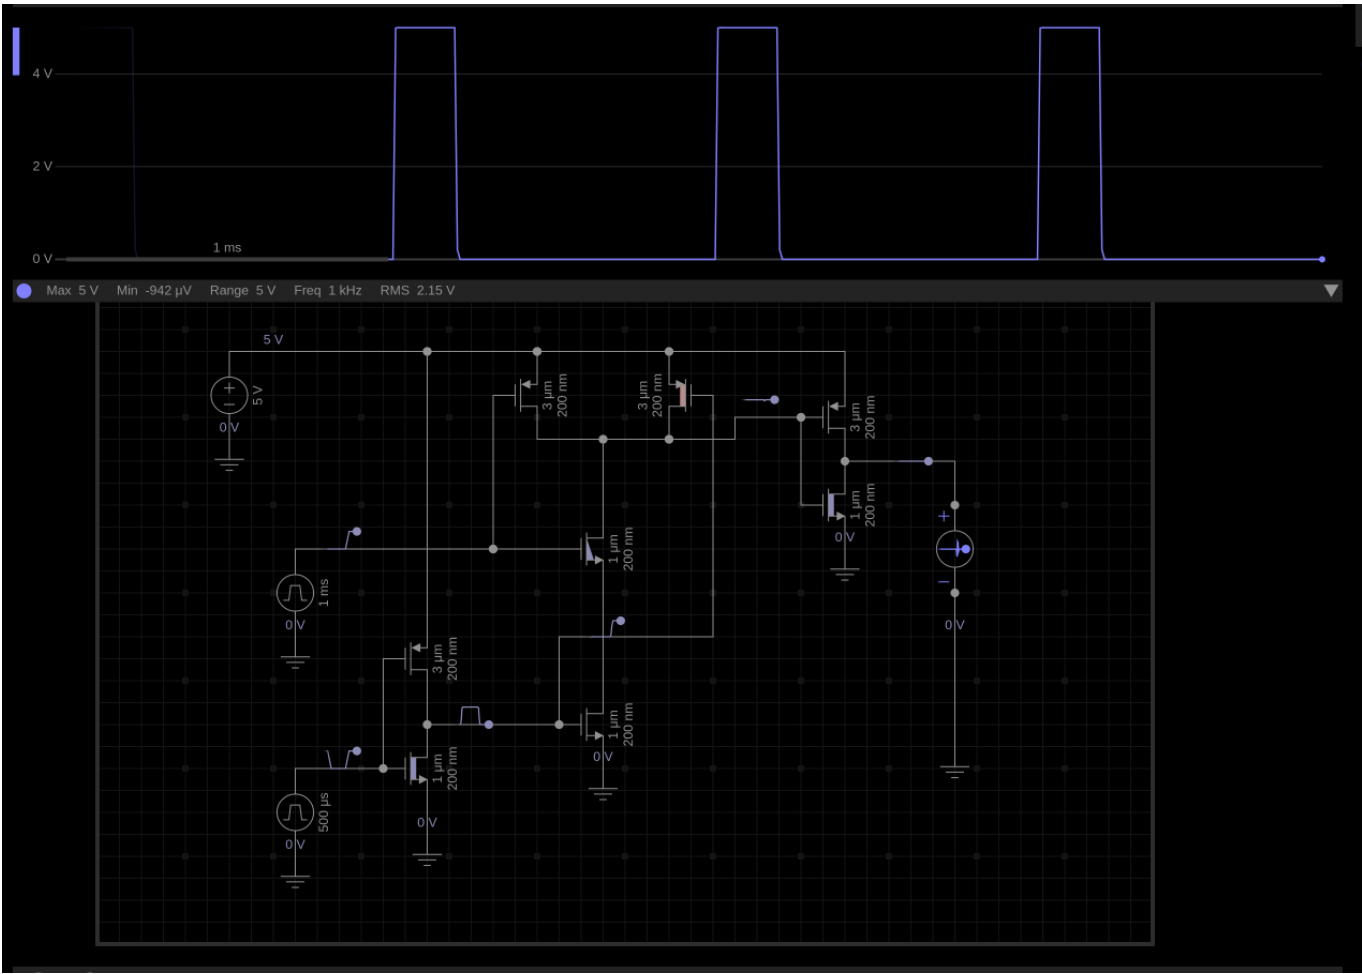 4 V
2 V
1 ms
0 V
Max 5 V Min -942 μV Range 5 V Freq 1 kHz RMS 2.15 V
5 V
5 V
0 V
3 μm
200 nm
3 μm
200 nm
3 μm
200 nm
1 μm
200 nm
0 V
1 μm
200 nm
+
−
0 V
1 ms
0 V
3 μm
200 nm
1 μm
200 nm
0 V
1 μm
200 nm
0 V
500 μs
0 V